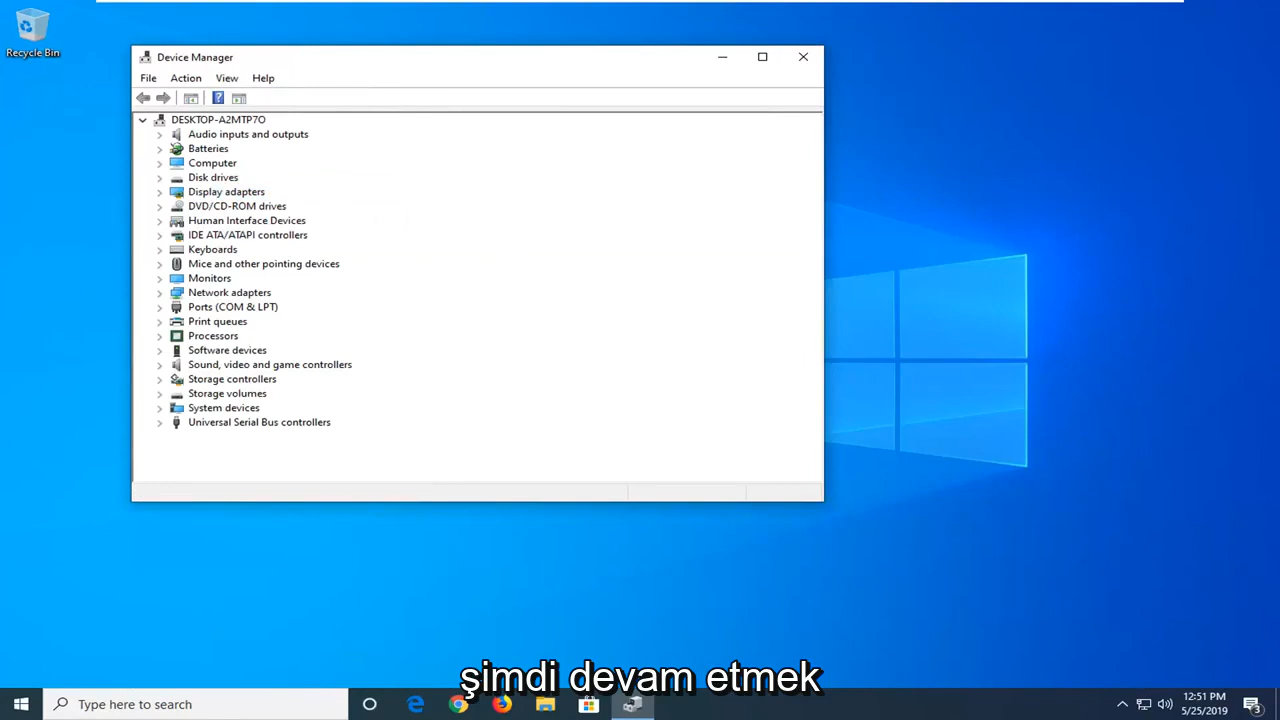 Recycle Bin
Device Manager
File Action View Help
DESKTOP-A2MTP7O
Audio inputs and outputs
Batteries
Computer
Disk drives
Display adapters
DVD/CD-ROM drives
Human Interface Devices
IDE ATA/ATAPI controllers
Keyboards
Mice and other pointing devices
Monitors
Network adapters
Ports (COM & LPT)
Print queues
Processors
Software devices
Sound, video and game controllers
Storage controllers
Storage volumes
System devices
Universal Serial Bus controllers
şimdi devam etmek
Type here to search
12:51 PM
5/25/2019
3